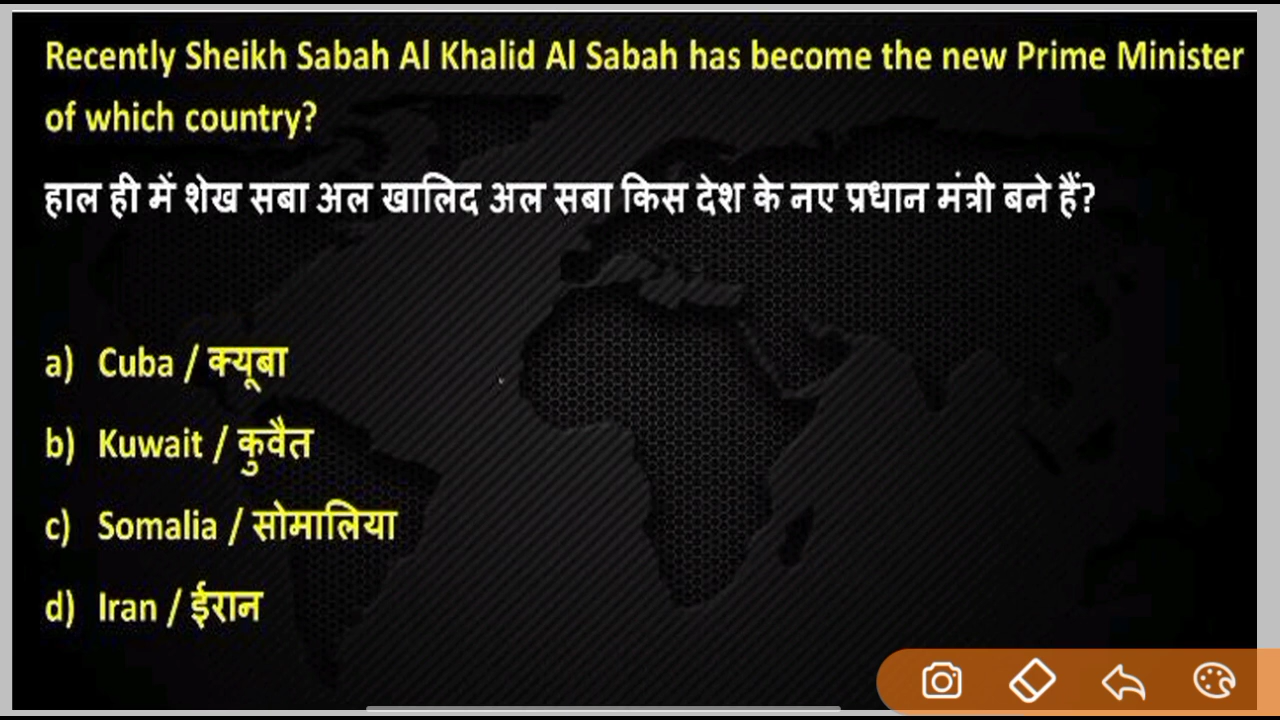 Recently Sheikh Sabah Al Khalid Al Sabah has become the new Prime Minister
of which country?
हाल ही में शेख सबा अल खालिद अल सबा किस देश के नए प्रधान मंत्री बने हैं?
a) Cuba / क्यूबा
b) Kuwait / कुवैत
c) Somalia / सोमालिया
d) Iran / ईरान